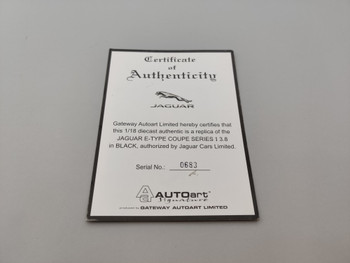 Certificate
of
Authenticity
JAGUAR
Gateway Autoart Limited hereby certifies that
this 1/18 diecast authentic is a replica of the
JAGUAR E-TYPE COUPE SERIES I 3.8
in BLACK, authorized by Jaguar Cars Limited.
Serial No.: 0683
AUTOart
Signature
GATEWAY AUTOART LIMITED